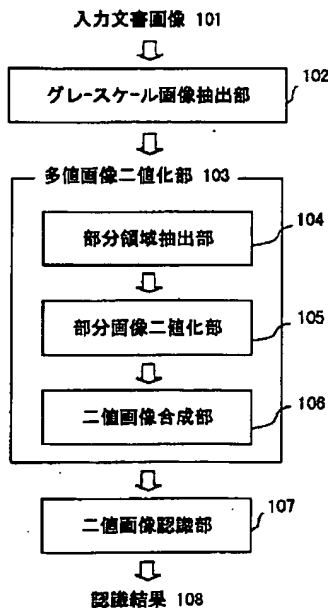 入力文書画像 101
グレースケール画像抽出部
102
多値画像二値化部 103
部分領域抽出部
104
部分画像二値化部
105
二値画像合成部
106
二値画像認識部
107
認識結果 108